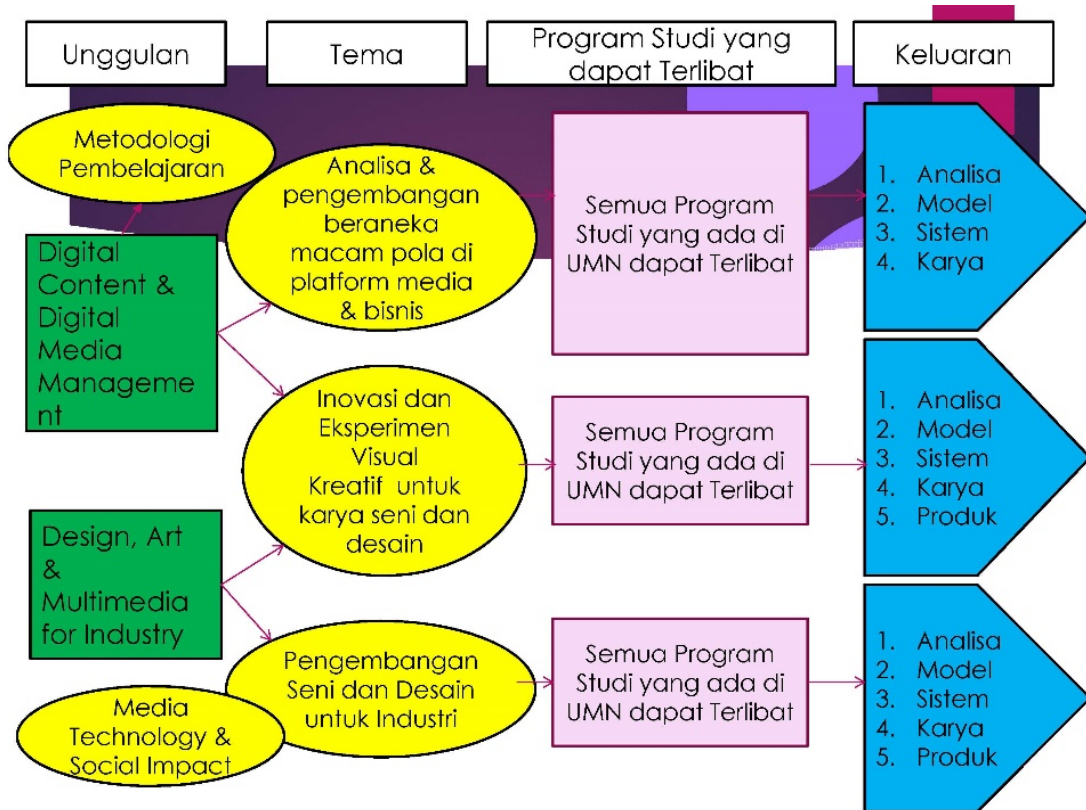 Unggulan
Tema
Program Studi yang
dapat Terlibat
Keluaran
Metodologi
Pembelajaran
Digital
Content &
Digital
Media
Manageme
nt
Analisa &
pengembangan
beraneka
macam pola di
platform media
& bisnis
Semua Program
Studi yang ada di
UMN dapat Terlibat
1. Analisa
2. Model
3. Sistem
4. Karya
Inovasi dan
Eksperimen
Visual
Kreatif untuk
karya seni dan
desain
Semua Program
Studi yang ada di
UMN dapat Terlibat
1. Analisa
2. Model
3. Sistem
4. Karya
5. Produk
Design, Art
&
Multimedia
for Industry
Pengembangan
Seni dan Desain
untuk Industri
Semua Program
Studi yang ada di
UMN dapat Terlibat
1. Analisa
2. Model
3. Sistem
4. Karya
5. Produk
Media
Technology &
Social Impact